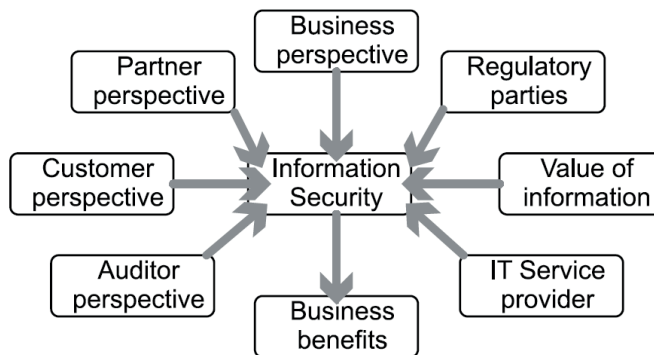 Business
perspective
Partner
perspective
Regulatory
parties
Customer
perspective
Information
Security
Value of
information
Auditor
perspective
IT Service
provider
Business
benefits